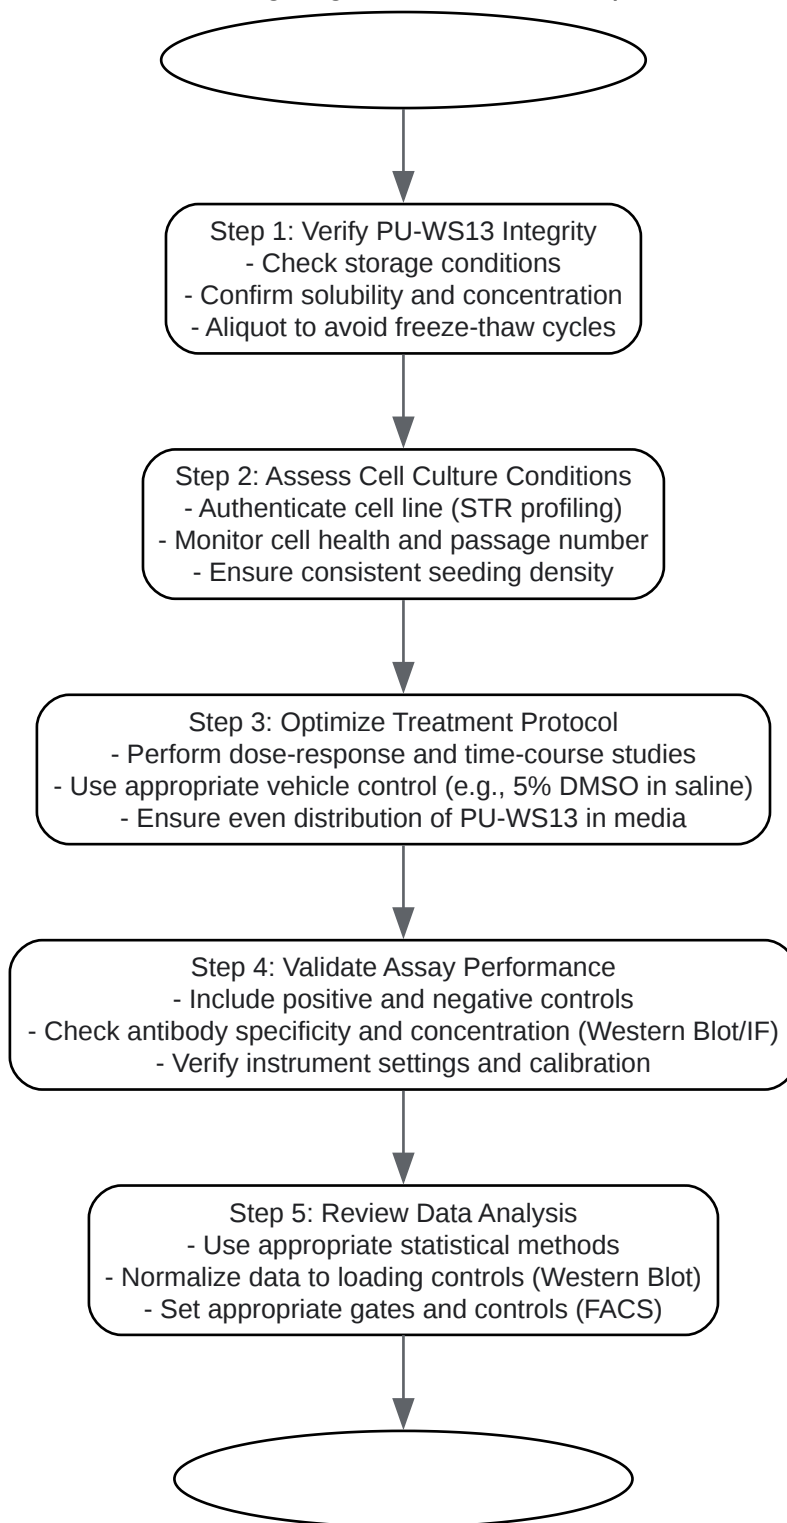 Step 1: Verify PU-WS13 Integrity
- Check storage conditions
- Confirm solubility and concentration
- Aliquot to avoid freeze-thaw cycles
Step 2: Assess Cell Culture Conditions
- Authenticate cell line (STR profiling)
- Monitor cell health and passage number
- Ensure consistent seeding density
Step 3: Optimize Treatment Protocol
- Perform dose-response and time-course studies
- Use appropriate vehicle control (e.g., 5% DMSO in saline)
- Ensure even distribution of PU-WS13 in media
Step 4: Validate Assay Performance
- Include positive and negative controls
- Check antibody specificity and concentration (Western Blot/IF)
- Verify instrument settings and calibration
Step 5: Review Data Analysis
- Use appropriate statistical methods
- Normalize data to loading controls (Western Blot)
- Set appropriate gates and controls (FACS)